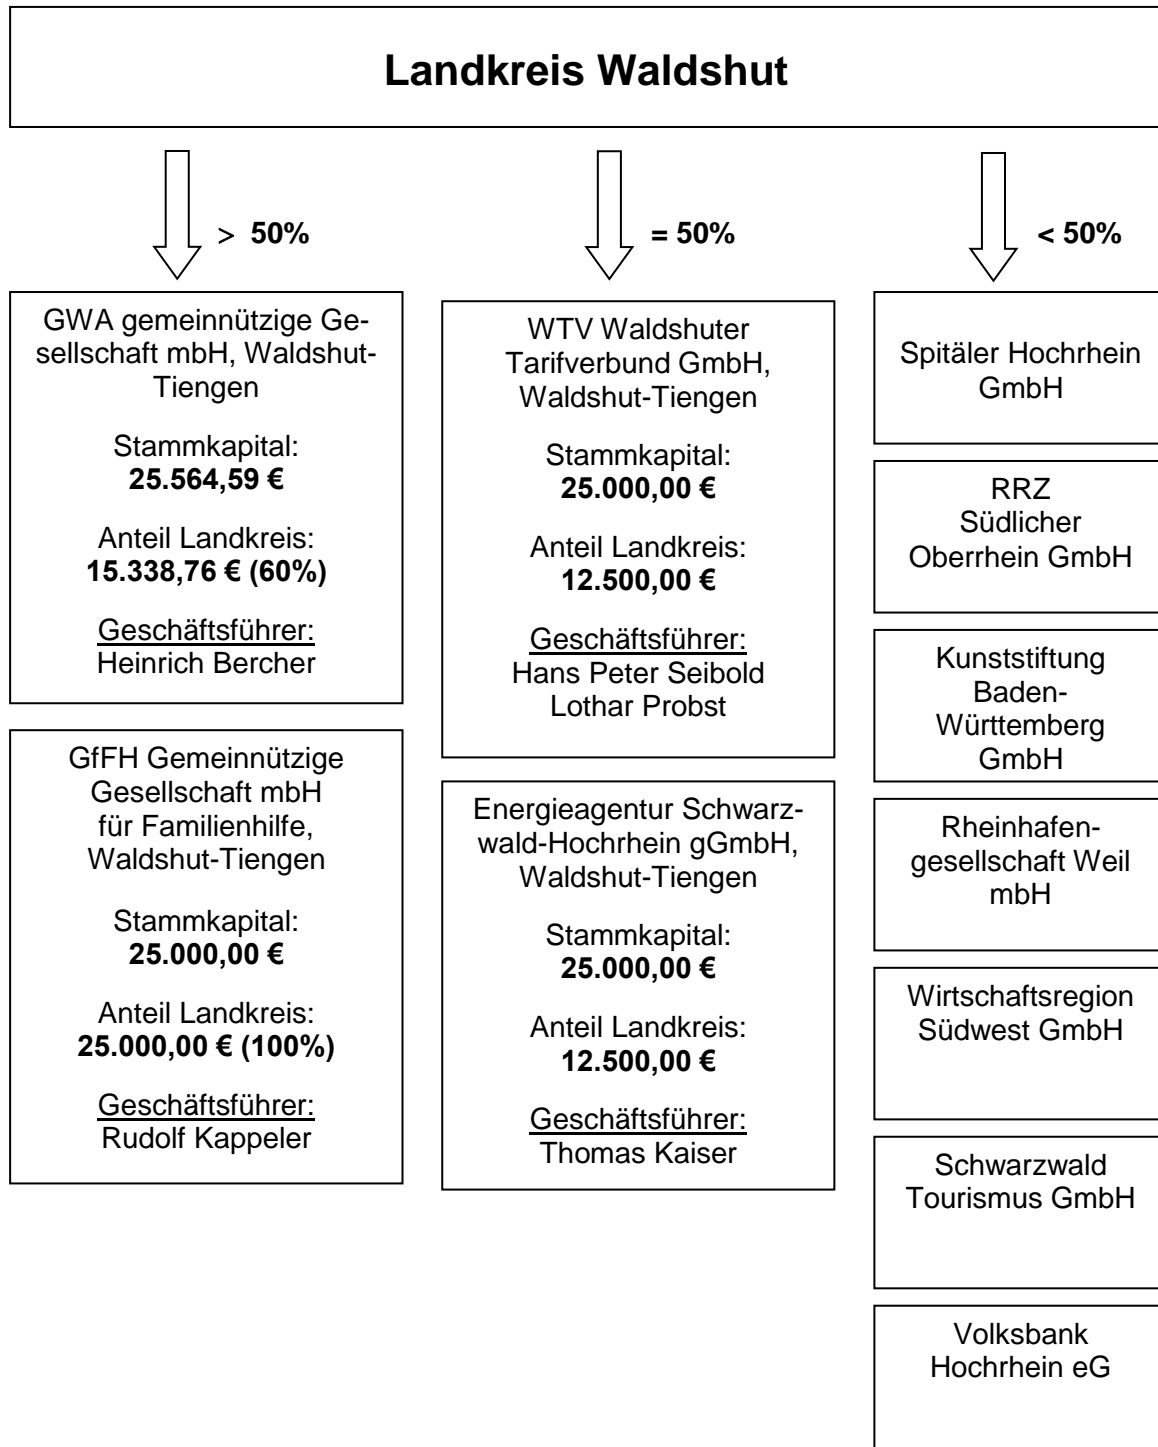 Landkreis Waldshut
> 50%
= 50%
< 50%
GWA gemeinnützige Ge-
sellschaft mbH, Waldshut-
Tiengen
Stammkapital:
25.564,59 €
Anteil Landkreis:
15.338,76 € (60%)
Geschäftsführer:
Heinrich Bercher
GfFH Gemeinnützige
Gesellschaft mbH
für Familienhilfe,
Waldshut-Tiengen
Stammkapital:
25.000,00 €
Anteil Landkreis:
25.000,00 € (100%)
Geschäftsführer:
Rudolf Kappeler
WTV Waldshuter
Tarifverbund GmbH,
Waldshut-Tiengen
Stammkapital:
25.000,00 €
Anteil Landkreis:
12.500,00 €
Geschäftsführer:
Hans Peter Seibold
Lothar Probst
Energieagentur Schwarz-
wald-Hochrhein gGmbH,
Waldshut-Tiengen
Stammkapital:
25.000,00 €
Anteil Landkreis:
12.500,00 €
Geschäftsführer:
Thomas Kaiser
Spitäler Hochrhein
GmbH
RRZ
Südlicher
Oberrhein GmbH
Kunststiftung
Baden-
Württemberg
GmbH
Rheinhafen-
gesellschaft Weil
mbH
Wirtschaftsregion
Südwest GmbH
Schwarzwald
Tourismus GmbH
Volksbank
Hochrhein eG